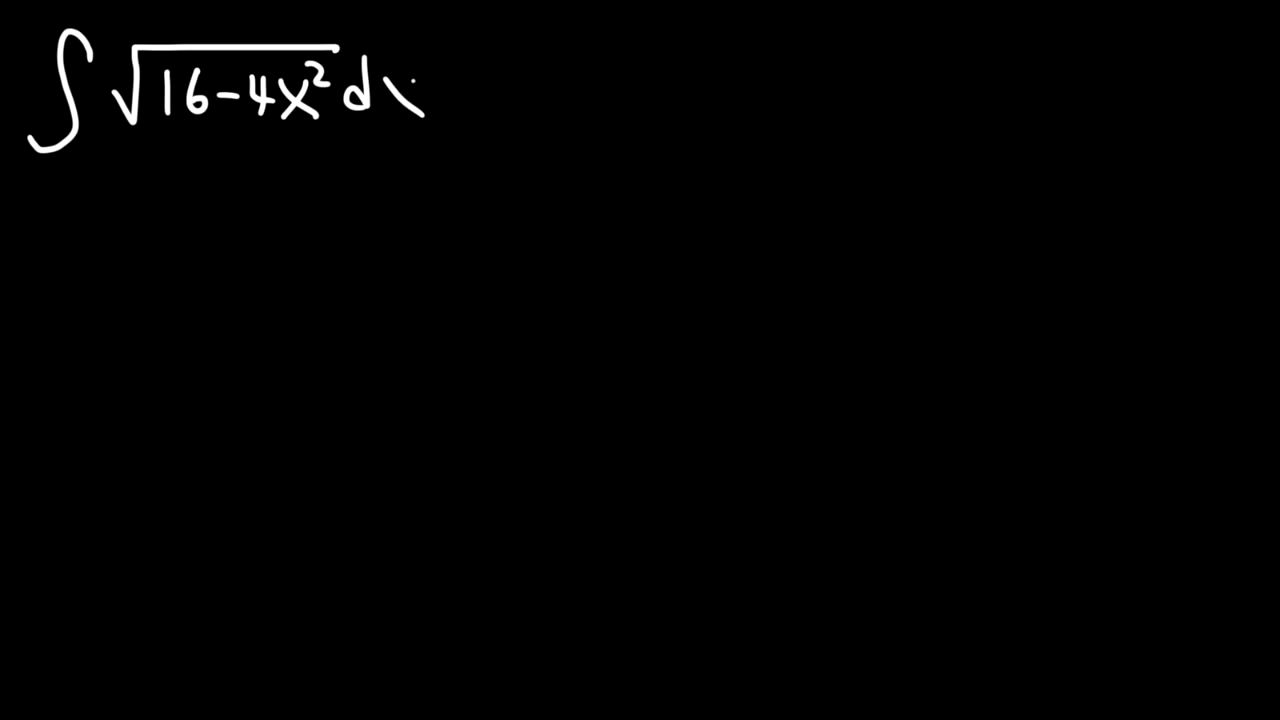 ∫ √(16-4x²) d